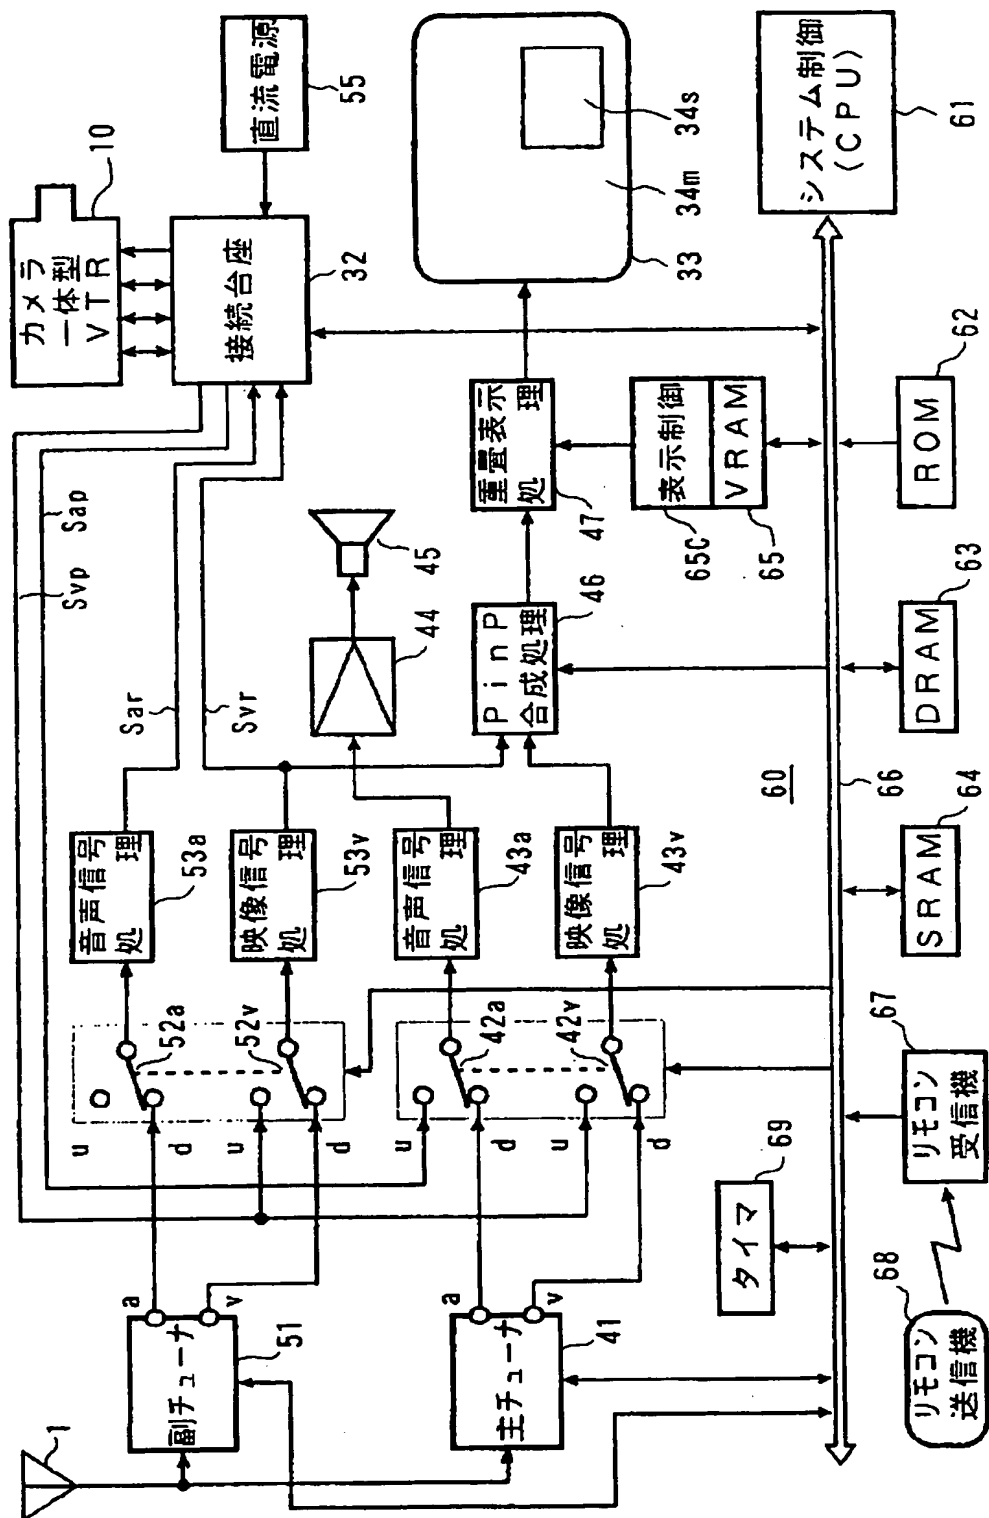 カメラ
一体型
VTR
10
直流電源
55
接続台座
32
33
34m
34s
システム制御
(CPU)
61
Svp
Sap
Sar
Svr
音声信号
処理
53a
映像信号
処理
53v
音声信号
処理
43a
映像信号
処理
43v
44
45
PinP
合成処理
46
重畳表示
処理
47
表示制御
65C
VRAM
65
ROM
62
DRAM
63
SRAM
64
60
66
52a
52v
42a
42v
u
d
u
d
u
d
u
d
1
副チューナ
51
a
v
主チューナ
41
a
v
タイマ
69
リモコン
受信機
67
リモコン
送信機
68